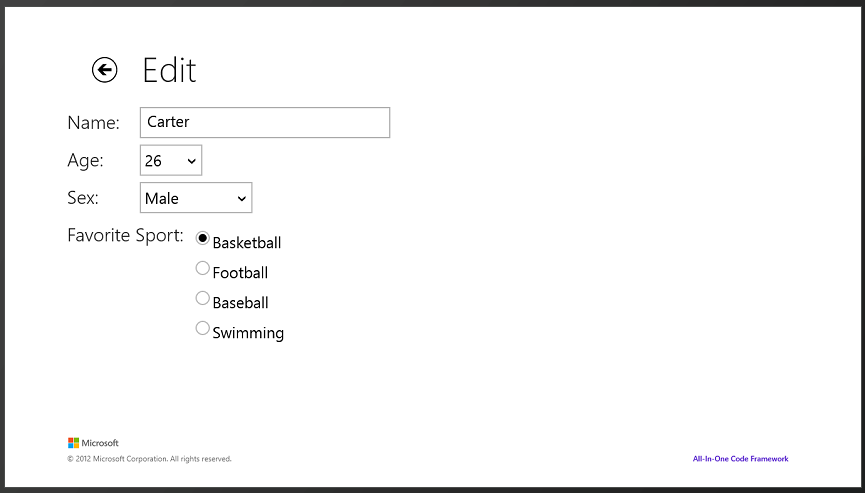 Edit
Name: Carter
Age: 26
Sex: Male
Favorite Sport: Basketball
Football
Baseball
Swimming
Microsoft
© 2012 Microsoft Corporation. All rights reserved. All-In-One Code Framework